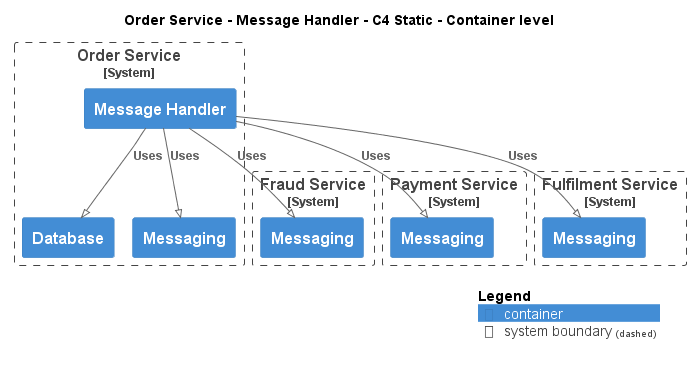 Order Service - Message Handler - C4 Static - Container level
Order Service
[System]
Message Handler
Uses Uses Uses Uses Uses
Fraud Service Payment Service Fulfilment Service
[System] [System] [System]
Database Messaging Messaging Messaging Messaging
Legend
container
system boundary (dashed)